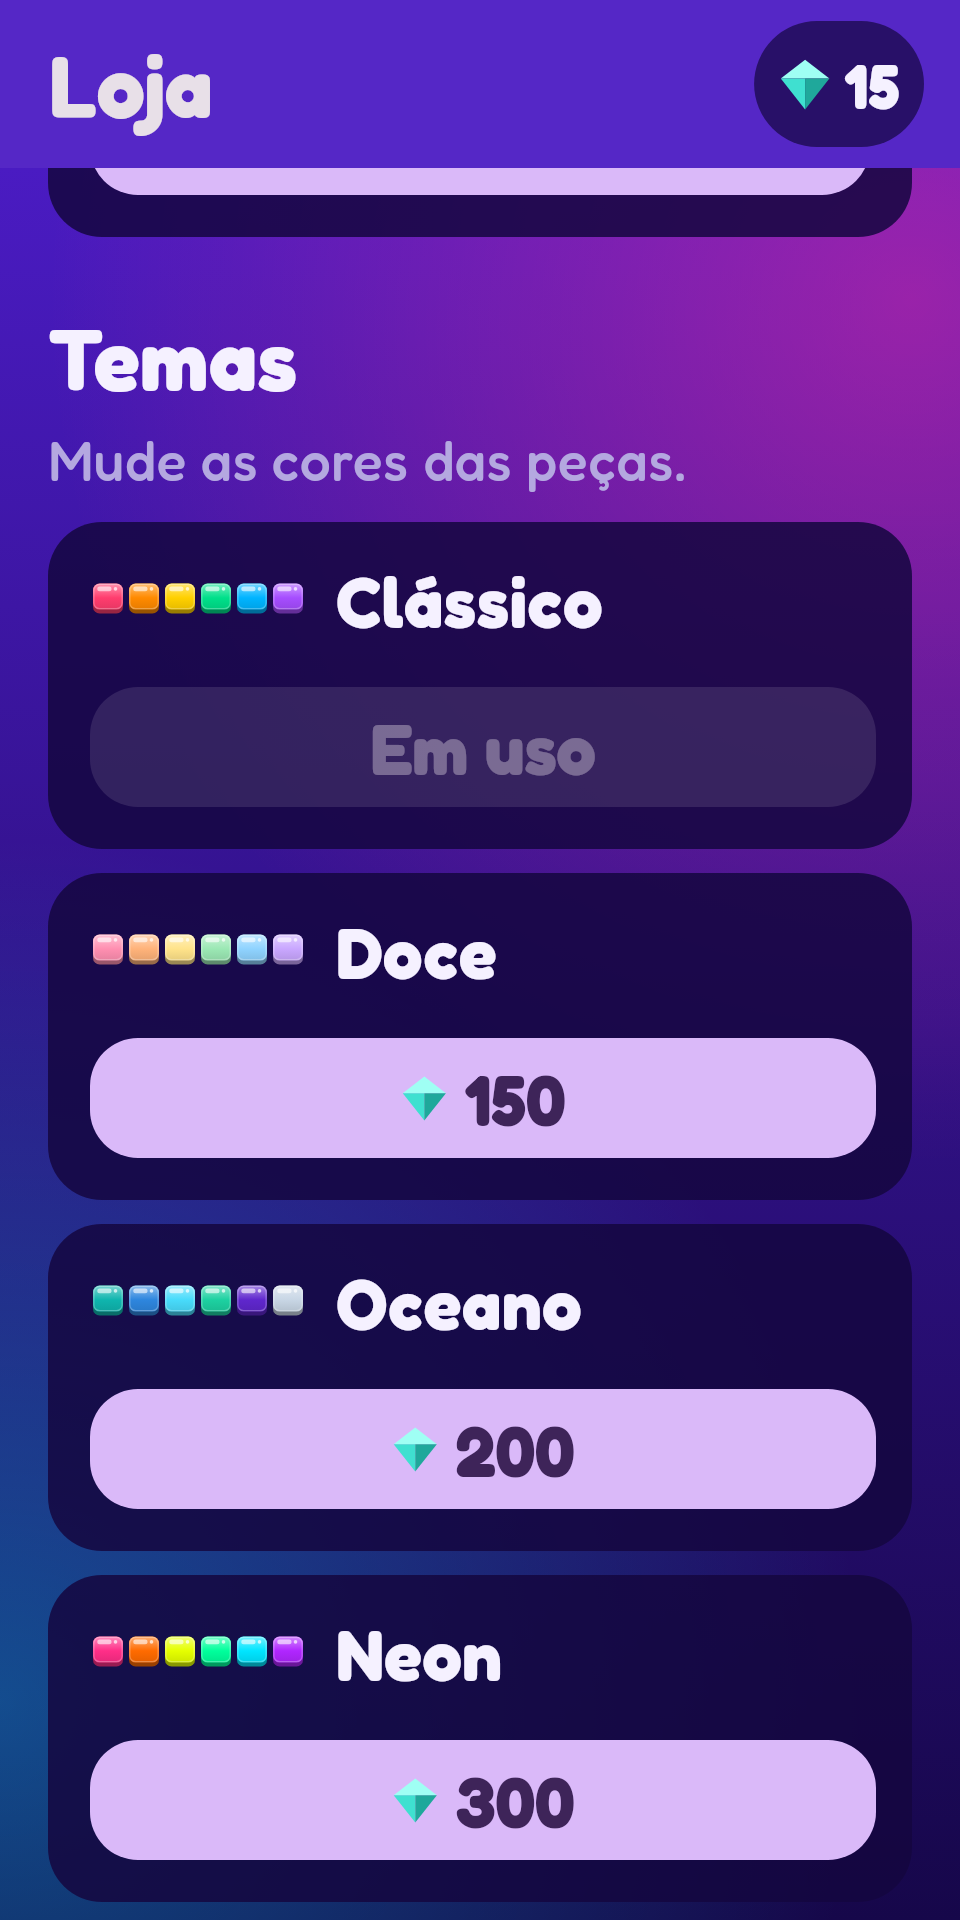 Loja
15
Temas
Mude as cores das peças.
Clássico
Em uso
Doce
150
Oceano
200
Neon
300